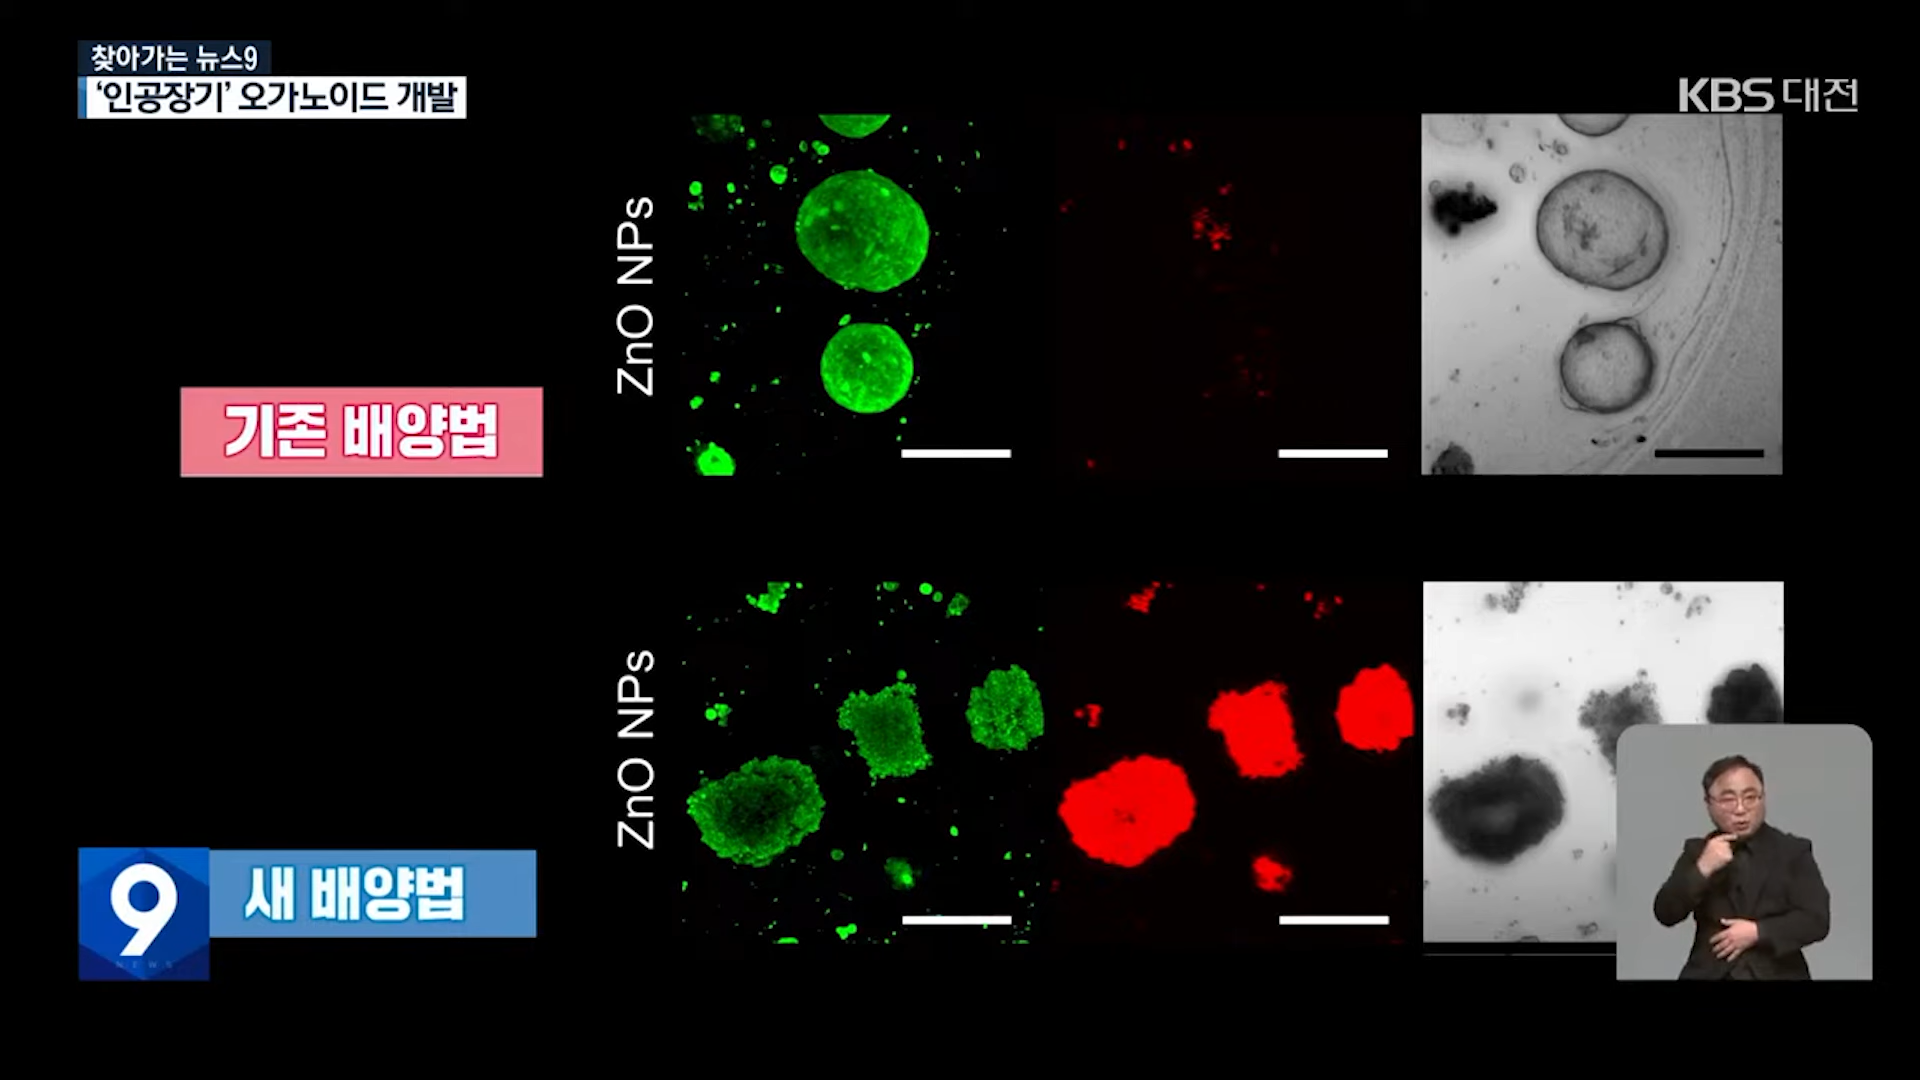 찾아가는 뉴스9
‘인공장기’ 오가노이드 개발
KBS 대전
ZnO NPs
기존 배양법
ZnO NPs
새 배양법
9
NEWS